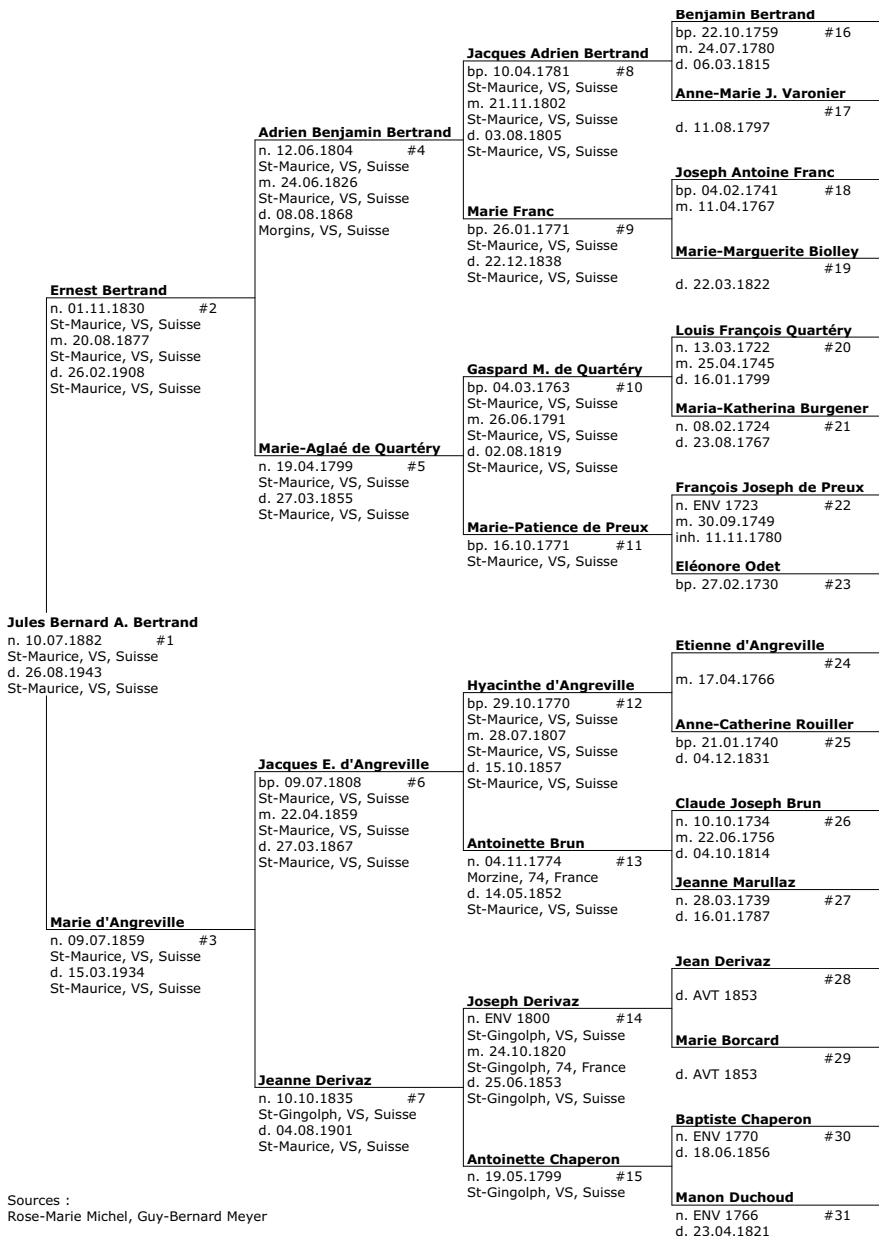 Jules Bernard A. Bertrand
n. 10.07.1882 #1
St-Maurice, VS, Suisse
d. 26.08.1943
St-Maurice, VS, Suisse
Ernest Bertrand
n. 01.11.1830 #2
St-Maurice, VS, Suisse
m. 20.08.1877
St-Maurice, VS, Suisse
d. 26.02.1908
St-Maurice, VS, Suisse
Marie d'Angreville
n. 09.07.1859 #3
St-Maurice, VS, Suisse
d. 15.03.1934
St-Maurice, VS, Suisse
Adrien Benjamin Bertrand
n. 12.06.1804 #4
St-Maurice, VS, Suisse
m. 24.06.1826
St-Maurice, VS, Suisse
d. 08.08.1868
Morgins, VS, Suisse
Marie-Aglaé de Quartéry
n. 19.04.1799 #5
St-Maurice, VS, Suisse
d. 27.03.1855
St-Maurice, VS, Suisse
Jacques E. d'Angreville
bp. 09.07.1808 #6
St-Maurice, VS, Suisse
m. 22.04.1859
St-Maurice, VS, Suisse
d. 27.03.1867
St-Maurice, VS, Suisse
Jeanne Derivaz
n. 10.10.1835 #7
St-Gingolph, VS, Suisse
d. 04.08.1901
St-Maurice, VS, Suisse
Jacques Adrien Bertrand
bp. 10.04.1781 #8
St-Maurice, VS, Suisse
m. 21.11.1802
St-Maurice, VS, Suisse
d. 03.08.1805
St-Maurice, VS, Suisse
Marie Franc
bp. 26.01.1771 #9
St-Maurice, VS, Suisse
d. 22.12.1838
St-Maurice, VS, Suisse
Gaspard M. de Quartéry
bp. 04.03.1763 #10
St-Maurice, VS, Suisse
m. 26.06.1791
St-Maurice, VS, Suisse
d. 02.08.1819
St-Maurice, VS, Suisse
Marie-Patience de Preux
bp. 16.10.1771 #11
St-Maurice, VS, Suisse
Hyacinthe d'Angreville
bp. 29.10.1770 #12
St-Maurice, VS, Suisse
m. 28.07.1807
St-Maurice, VS, Suisse
d. 15.10.1857
St-Maurice, VS, Suisse
Antoinette Brun
n. 04.11.1774 #13
Morzine, 74, France
d. 14.05.1852
St-Maurice, VS, Suisse
Joseph Derivaz
n. ENV 1800 #14
St-Gingolph, VS, Suisse
m. 24.10.1820
St-Gingolph, 74, France
d. 25.06.1853
St-Gingolph, VS, Suisse
Antoinette Chaperon
n. 19.05.1799 #15
St-Gingolph, VS, Suisse
Benjamin Bertrand
bp. 22.10.1759 #16
m. 24.07.1780
d. 06.03.1815
Anne-Marie J. Varonier
#17
d. 11.08.1797
Joseph Antoine Franc
bp. 04.02.1741 #18
m. 11.04.1767
Marie-Marguerite Biolley
#19
d. 22.03.1822
Louis François Quartéry
n. 13.03.1722 #20
m. 25.04.1745
d. 16.01.1799
Maria-Katherina Burgener
n. 08.02.1724 #21
d. 23.08.1767
François Joseph de Preux
n. ENV 1723 #22
m. 30.09.1749
inh. 11.11.1780
Eléonore Odet
bp. 27.02.1730 #23
Etienne d'Angreville
#24
m. 17.04.1766
Anne-Catherine Rouiller
bp. 21.01.1740 #25
d. 04.12.1831
Claude Joseph Brun
n. 10.10.1734 #26
m. 22.06.1756
d. 04.10.1814
Jeanne Marullaz
n. 28.03.1739 #27
d. 16.01.1787
Jean Derivaz
#28
d. AVT 1853
Marie Borcard
#29
d. AVT 1853
Baptiste Chaperon
n. ENV 1770 #30
d. 18.06.1856
Manon Duchoud
n. ENV 1766 #31
d. 23.04.1821
Sources :
Rose-Marie Michel, Guy-Bernard Meyer